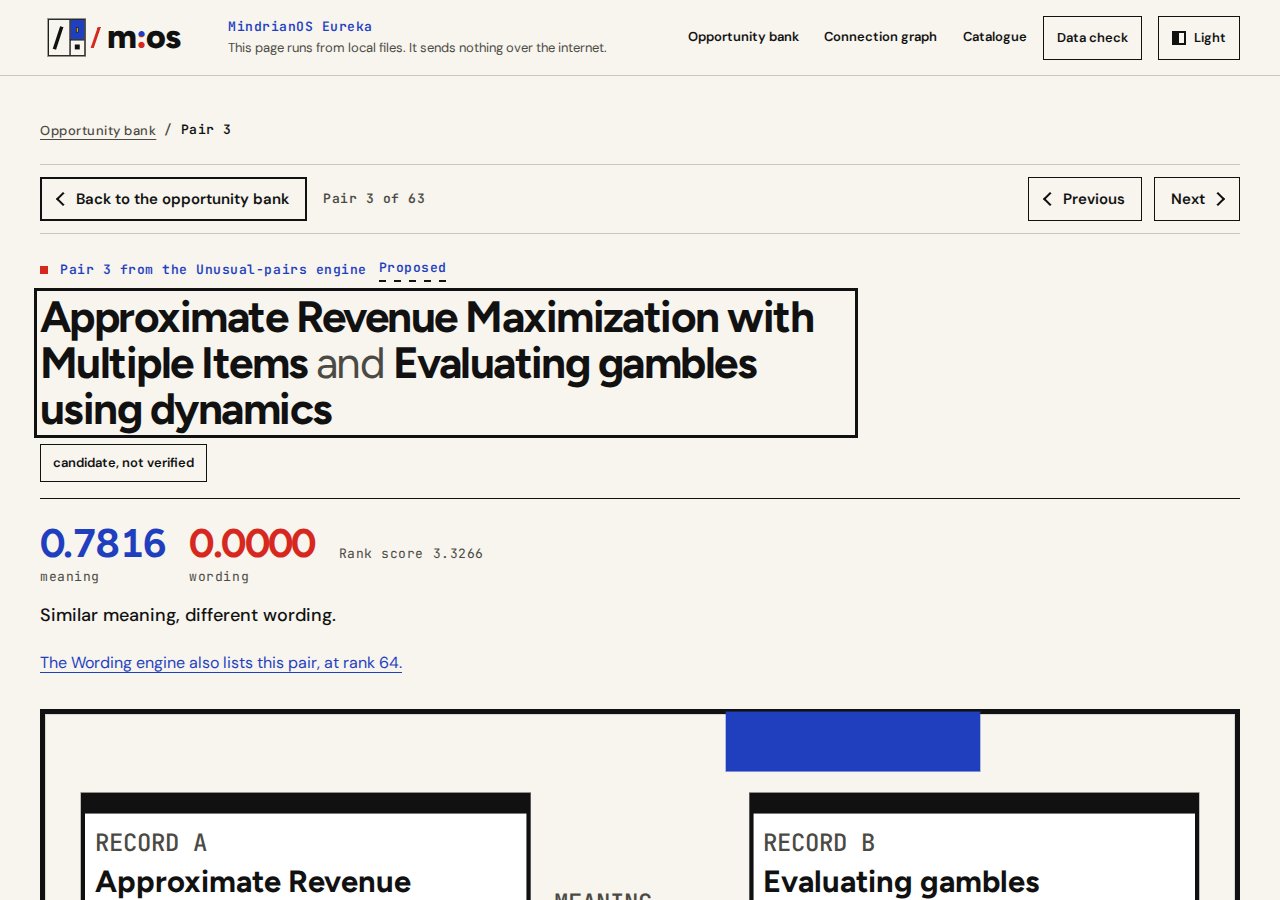 / m:os
MindrianOS Eureka
This page runs from local files. It sends nothing over the internet.
Opportunity bank
Connection graph
Catalogue
Data check
Light
Opportunity bank / Pair 3
Back to the opportunity bank
Pair 3 of 63
Previous
Next
Pair 3 from the Unusual-pairs engine
Proposed
Approximate Revenue Maximization with
Multiple Items and Evaluating gambles
using dynamics
candidate, not verified
0.7816
meaning
0.0000
wording
Rank score 3.3266
Similar meaning, different wording.
The Wording engine also lists this pair, at rank 64.
RECORD A
Approximate Revenue
MEANING
RECORD B
Evaluating gambles